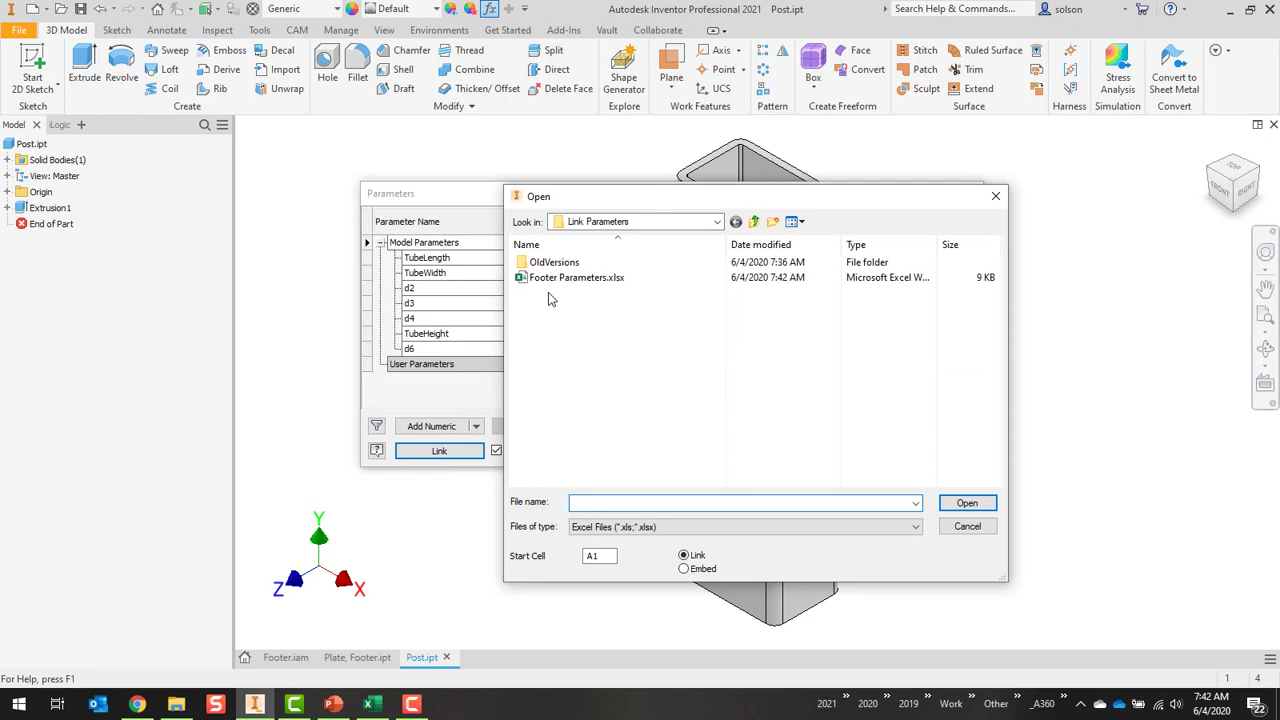 Generic
Default
Autodesk Inventor Professional 2021 Post.ipt
Search Help & Commands...
solson
File
3D Model
Sketch
Annotate
Inspect
Tools
CAM
Manage
View
Environments
Get Started
Add-Ins
Vault
Collaborate
Start
2D Sketch
Sketch
Extrude
Revolve
Sweep
Emboss
Decal
Loft
Derive
Import
Coil
Rib
Unwrap
Create
Hole
Fillet
Chamfer
Thread
Split
Shell
Combine
Direct
Draft
Thicken/ Offset
Delete Face
Modify
Shape
Generator
Explore
Plane
Axis
Point
UCS
Work Features
Pattern
Box
Face
Convert
Create Freeform
Stitch
Ruled Surface
Patch
Trim
Sculpt
Extend
Surface
Harness
Stress
Analysis
Simulation
Convert to
Sheet Metal
Convert
Model
iLogic
Post.ipt
Solid Bodies(1)
View: Master
Origin
Extrusion1
End of Part
Parameters
Parameter Name
Model Parameters
TubeLength
TubeWidth
d2
d3
d4
TubeHeight
d6
User Parameters
Add Numeric
Link
Open
Look in: Link Parameters
Name
Date modified
Type
Size
OldVersions
6/4/2020 7:36 AM
File folder
Footer Parameters.xlsx
6/4/2020 7:42 AM
Microsoft Excel W...
9 KB
File name:
Open
Files of type: Excel Files (*.xls;*.xlsx)
Cancel
Start Cell A1
Link
Embed
TOP
FRONT
RIGHT
Y
Z
X
Footer.iam
Plate, Footer.ipt
Post.ipt
For Help, press F1
1
4
2021
2020
2019
Work
Other
_A360
7:42 AM
6/4/2020
22